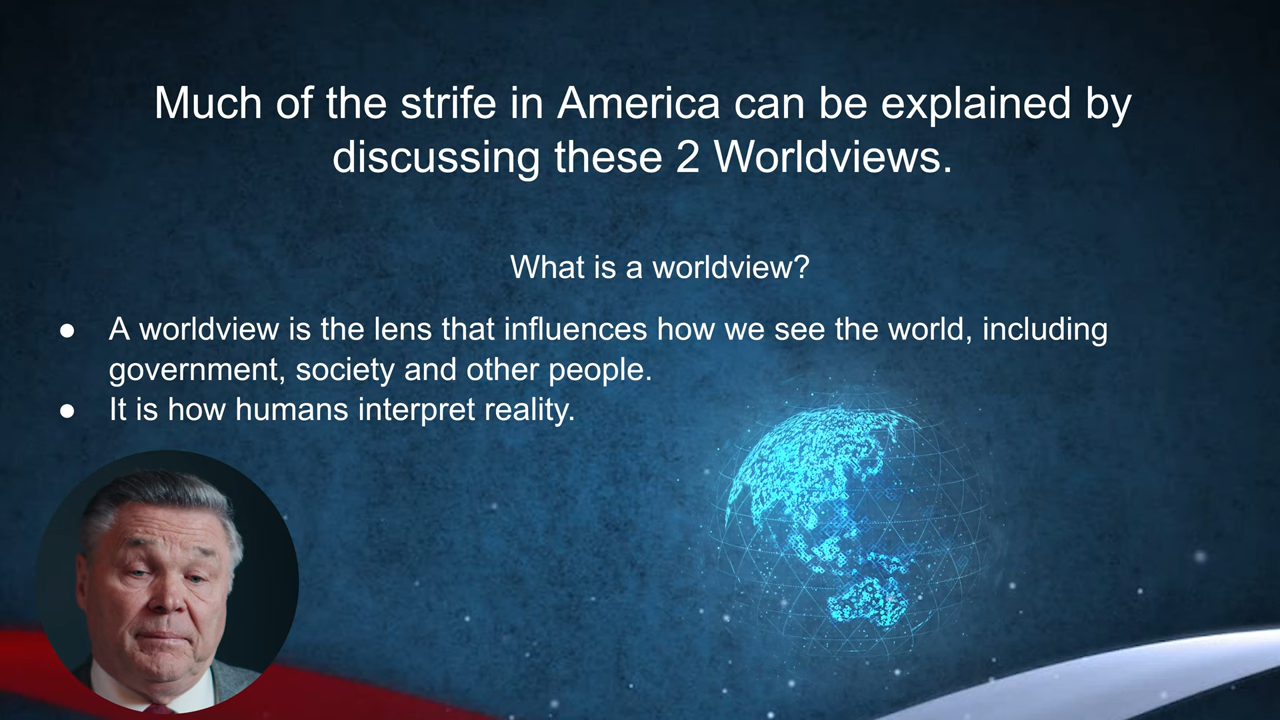 Much of the strife in America can be explained by
discussing these 2 Worldviews.
What is a worldview?
● A worldview is the lens that influences how we see the world, including
government, society and other people.
● It is how humans interpret reality.